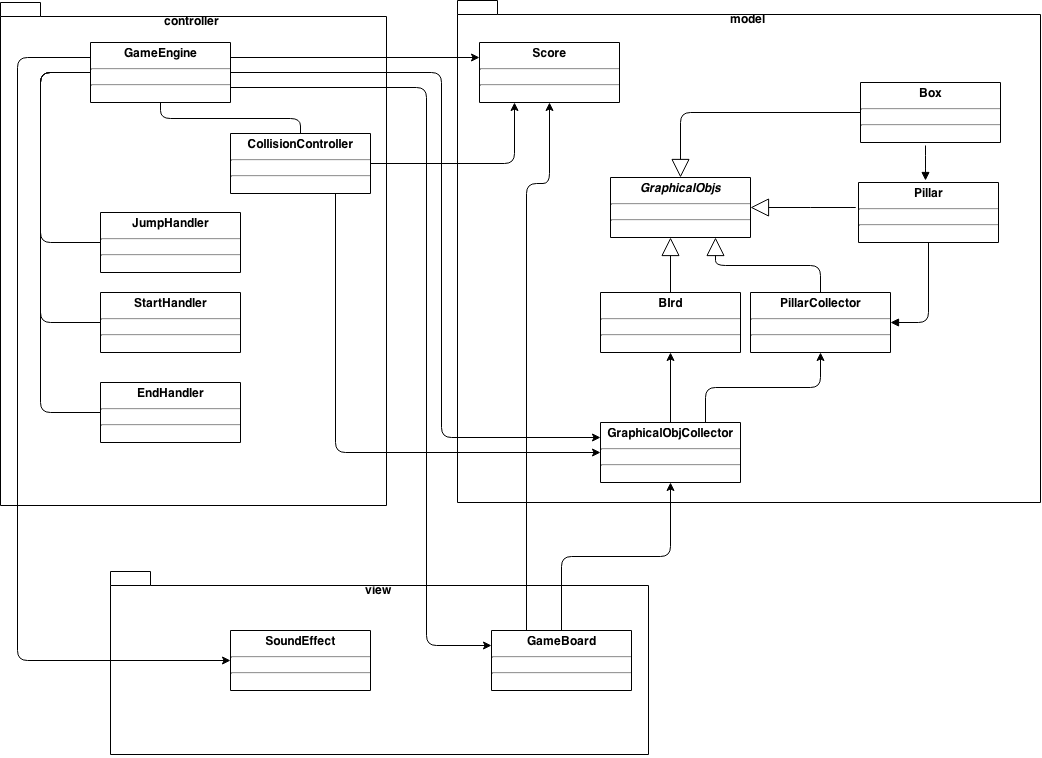 controller
GameEngine
CollisionController
JumpHandler
StartHandler
EndHandler
model
Score
Box
GraphicalObjs
Pillar
BIrd
PillarCollector
GraphicalObjCollector
view
SoundEffect
GameBoard